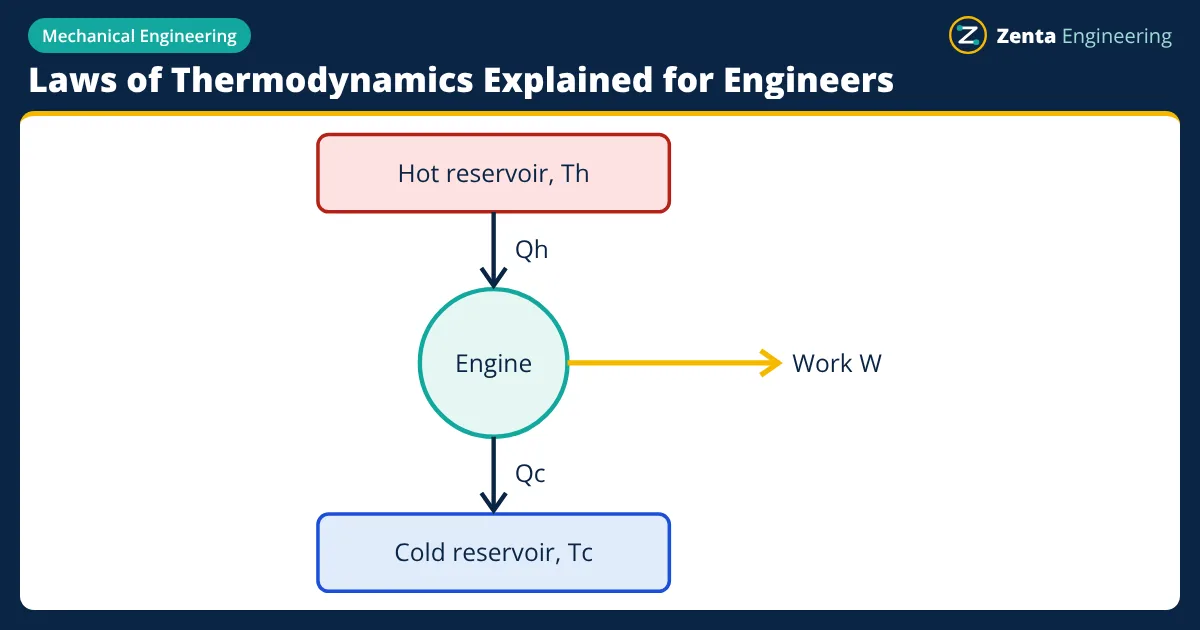 Mechanical Engineering
Zenta Engineering
Laws of Thermodynamics Explained for Engineers
Hot reservoir, Th
Qh
Engine
Work W
Qc
Cold reservoir, Tc